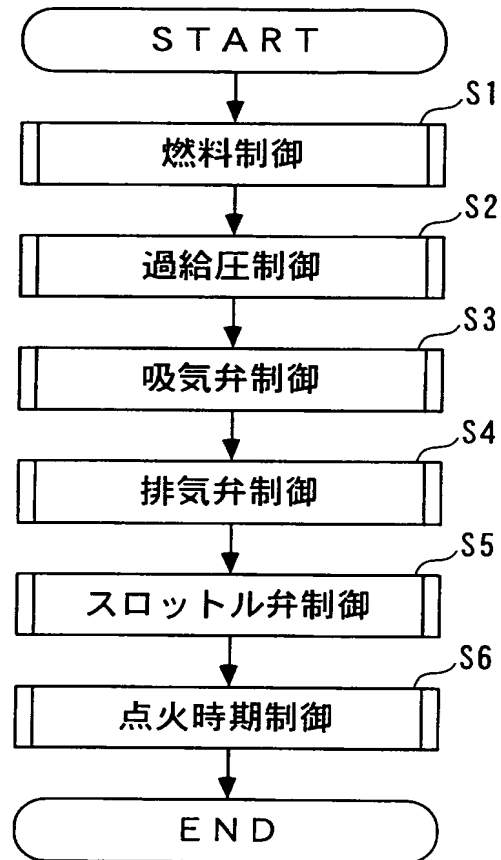 START
S1
燃料制御
S2
過給圧制御
S3
吸気弁制御
S4
排気弁制御
S5
スロットル弁制御
S6
点火時期制御
END